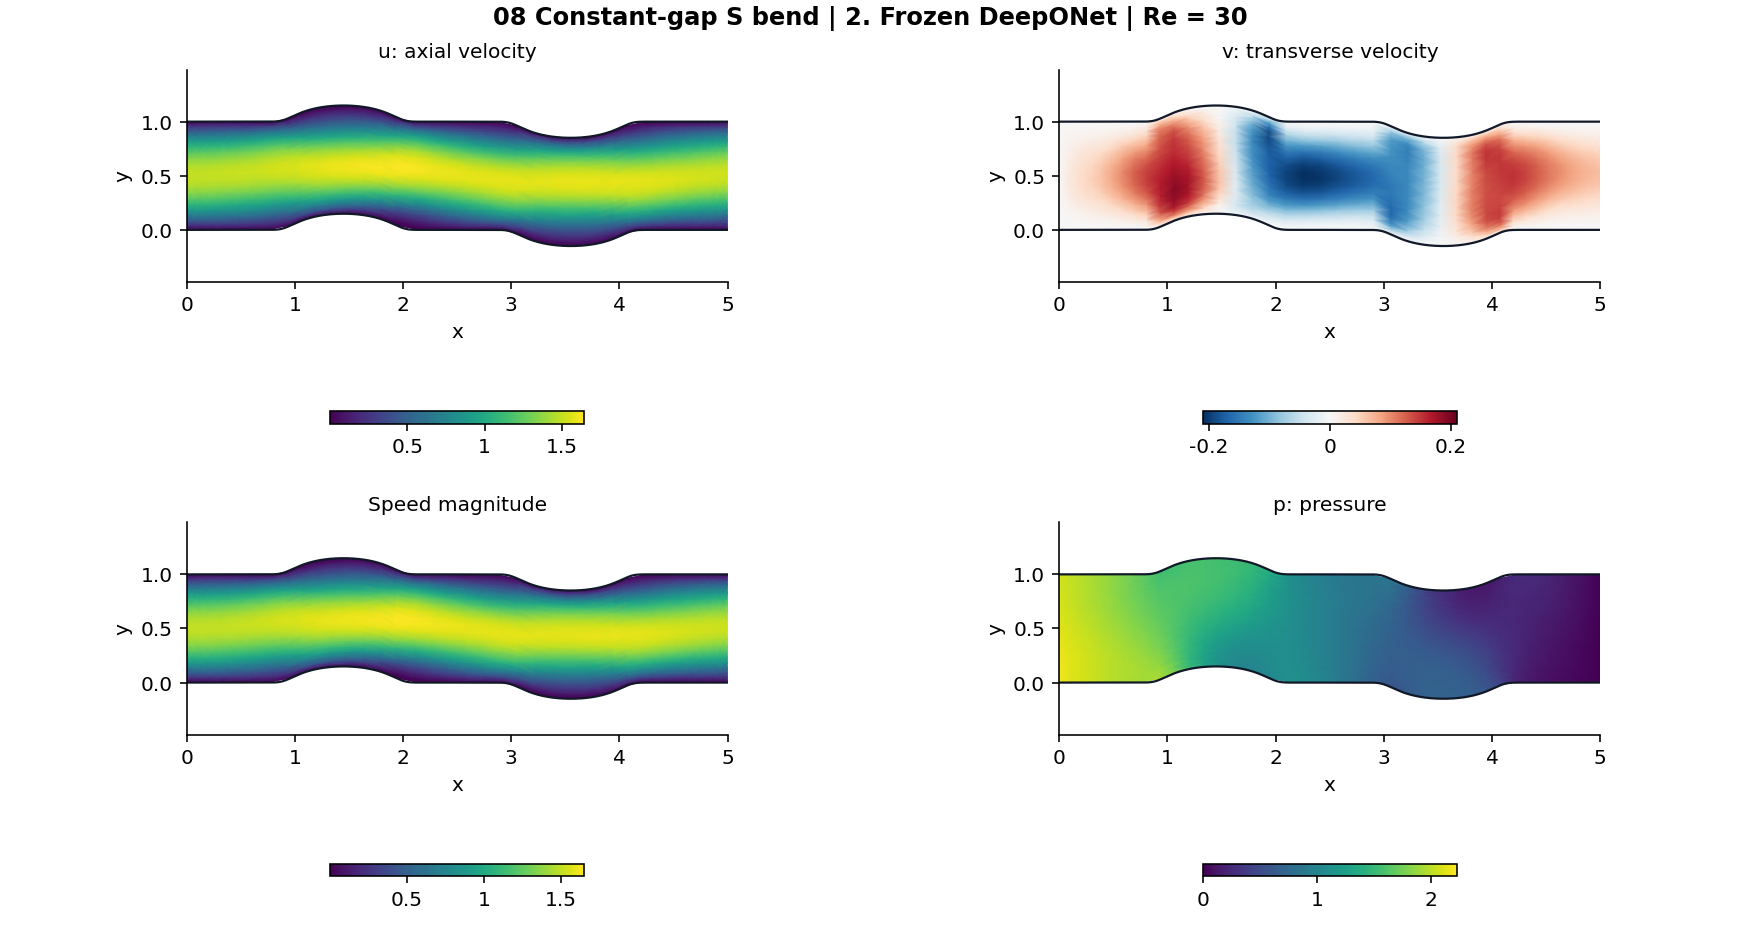 08 Constant-gap S bend | 2. Frozen DeepONet | Re = 30
u: axial velocity
1.0
0.5
0.0
y
0 1 2 3 4 5
x
0.5 1 1.5
v: transverse velocity
1.0
0.5
0.0
y
0 1 2 3 4 5
x
-0.2 0 0.2
Speed magnitude
1.0
0.5
0.0
y
0 1 2 3 4 5
x
0.5 1 1.5
p: pressure
1.0
0.5
0.0
y
0 1 2 3 4 5
x
0 1 2